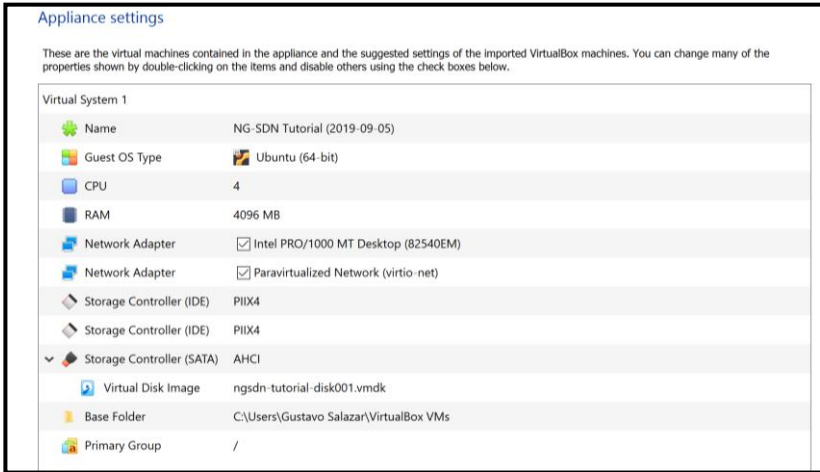 Appliance settings
These are the virtual machines contained in the appliance and the suggested settings of the imported VirtualBox machines. You can change many of the
properties shown by double-clicking on the items and disable others using the check boxes below.
Virtual System 1
Name NG-SDN Tutorial (2019-09-05)
Guest OS Type Ubuntu (64-bit)
CPU 4
RAM 4096 MB
Network Adapter Intel PRO/1000 MT Desktop (82540EM)
Network Adapter Paravirtualized Network (virtio-net)
Storage Controller (IDE) PIIX4
Storage Controller (IDE) PIIX4
Storage Controller (SATA) AHCI
Virtual Disk Image ngsdn-tutorial-disk001.vmdk
Base Folder C:\Users\Gustavo Salazar\VirtualBox VMs
Primary Group /